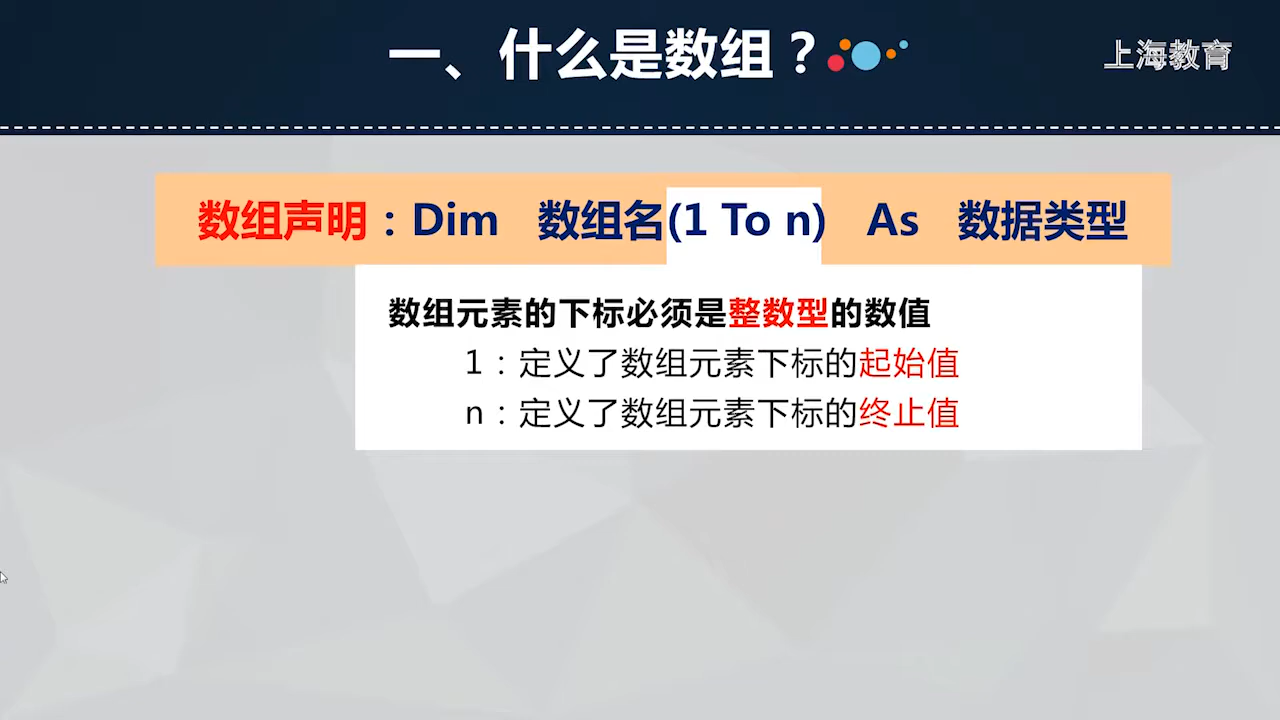 一、什么是数组？
上海教育
数组声明：Dim 数组名(1 To n) As 数据类型
数组元素的下标必须是整数型的数值
1：定义了数组元素下标的起始值
n：定义了数组元素下标的终止值